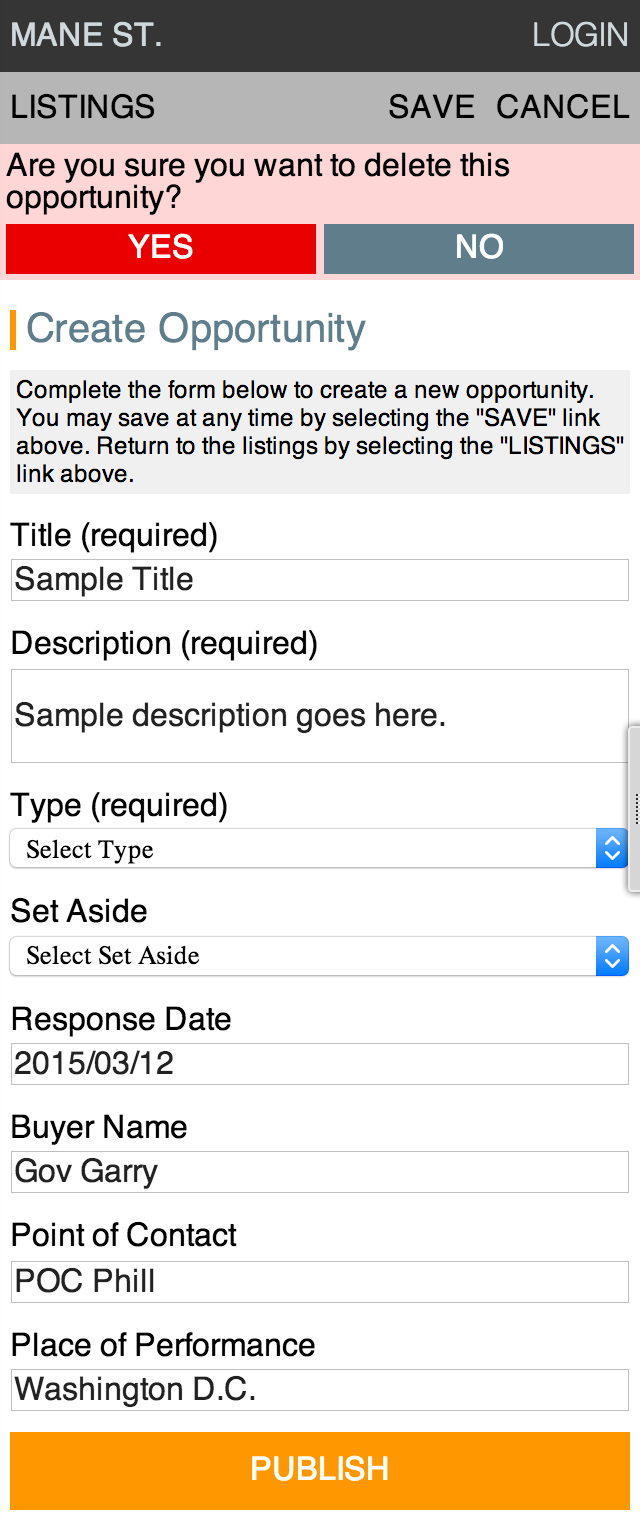 MANE ST. LOGIN
LISTINGS SAVE CANCEL
Are you sure you want to delete this
opportunity?
YES NO
Create Opportunity
Complete the form below to create a new opportunity.
You may save at any time by selecting the "SAVE" link
above. Return to the listings by selecting the "LISTINGS"
link above.
Title (required)
Sample Title
Description (required)
Sample description goes here.
Type (required)
Select Type
Set Aside
Select Set Aside
Response Date
2015/03/12
Buyer Name
Gov Garry
Point of Contact
POC Phill
Place of Performance
Washington D.C.
PUBLISH